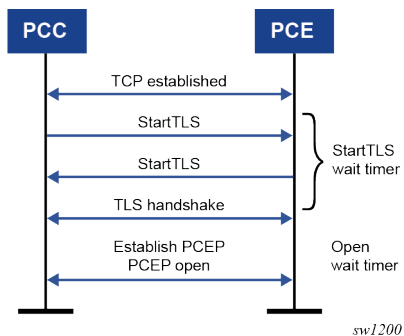 PCC
PCE
TCP established
StartTLS
StartTLS
StartTLS
wait timer
TLS handshake
Establish PCEP
PCEP open
Open
wait timer
sw1200